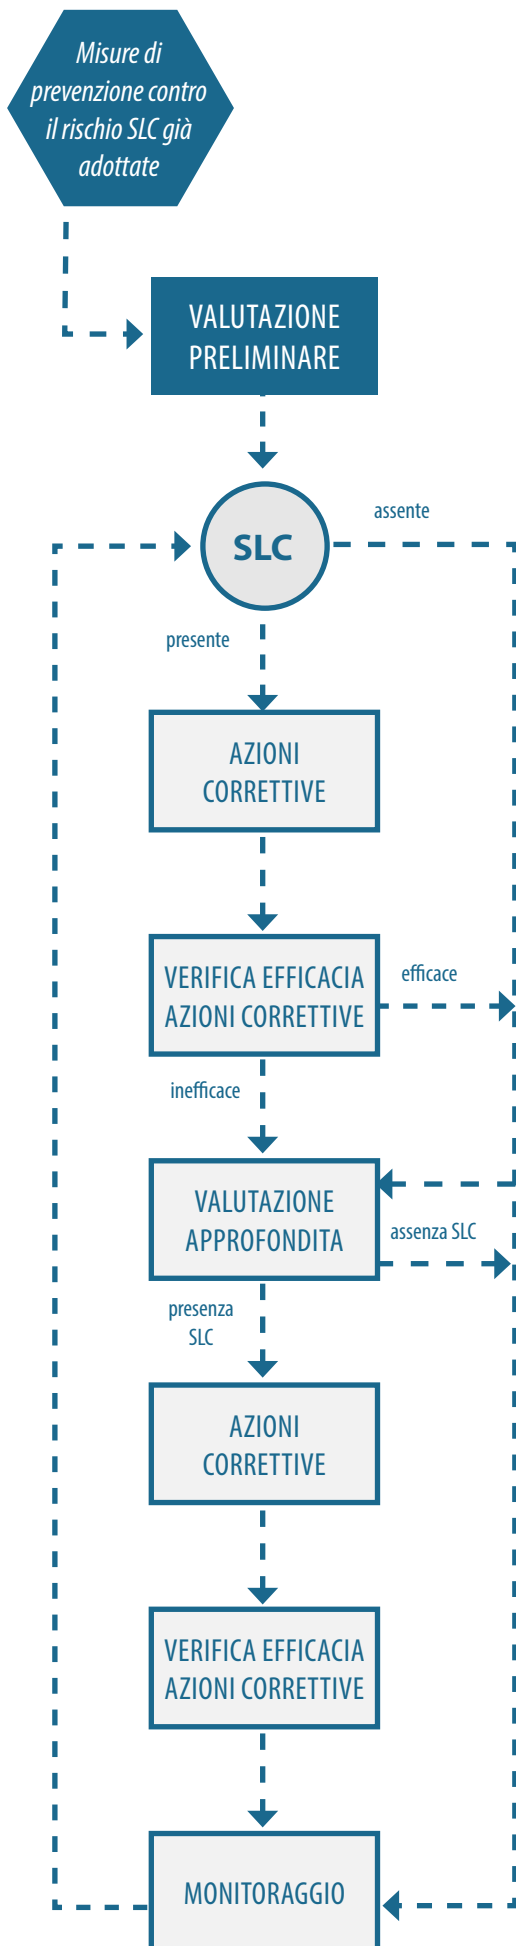 Misure di
prevenzione contro
il rischio SLC già
adottate
VALUTAZIONE
PRELIMINARE
SLC
assente
presente
AZIONI
CORRETTIVE
VERIFICA EFFICACIA
AZIONI CORRETTIVE
efficace
inefficace
VALUTAZIONE
APPROFONDITA
assenza SLC
presenza
SLC
AZIONI
CORRETTIVE
VERIFICA EFFICACIA
AZIONI CORRETTIVE
MONITORAGGIO